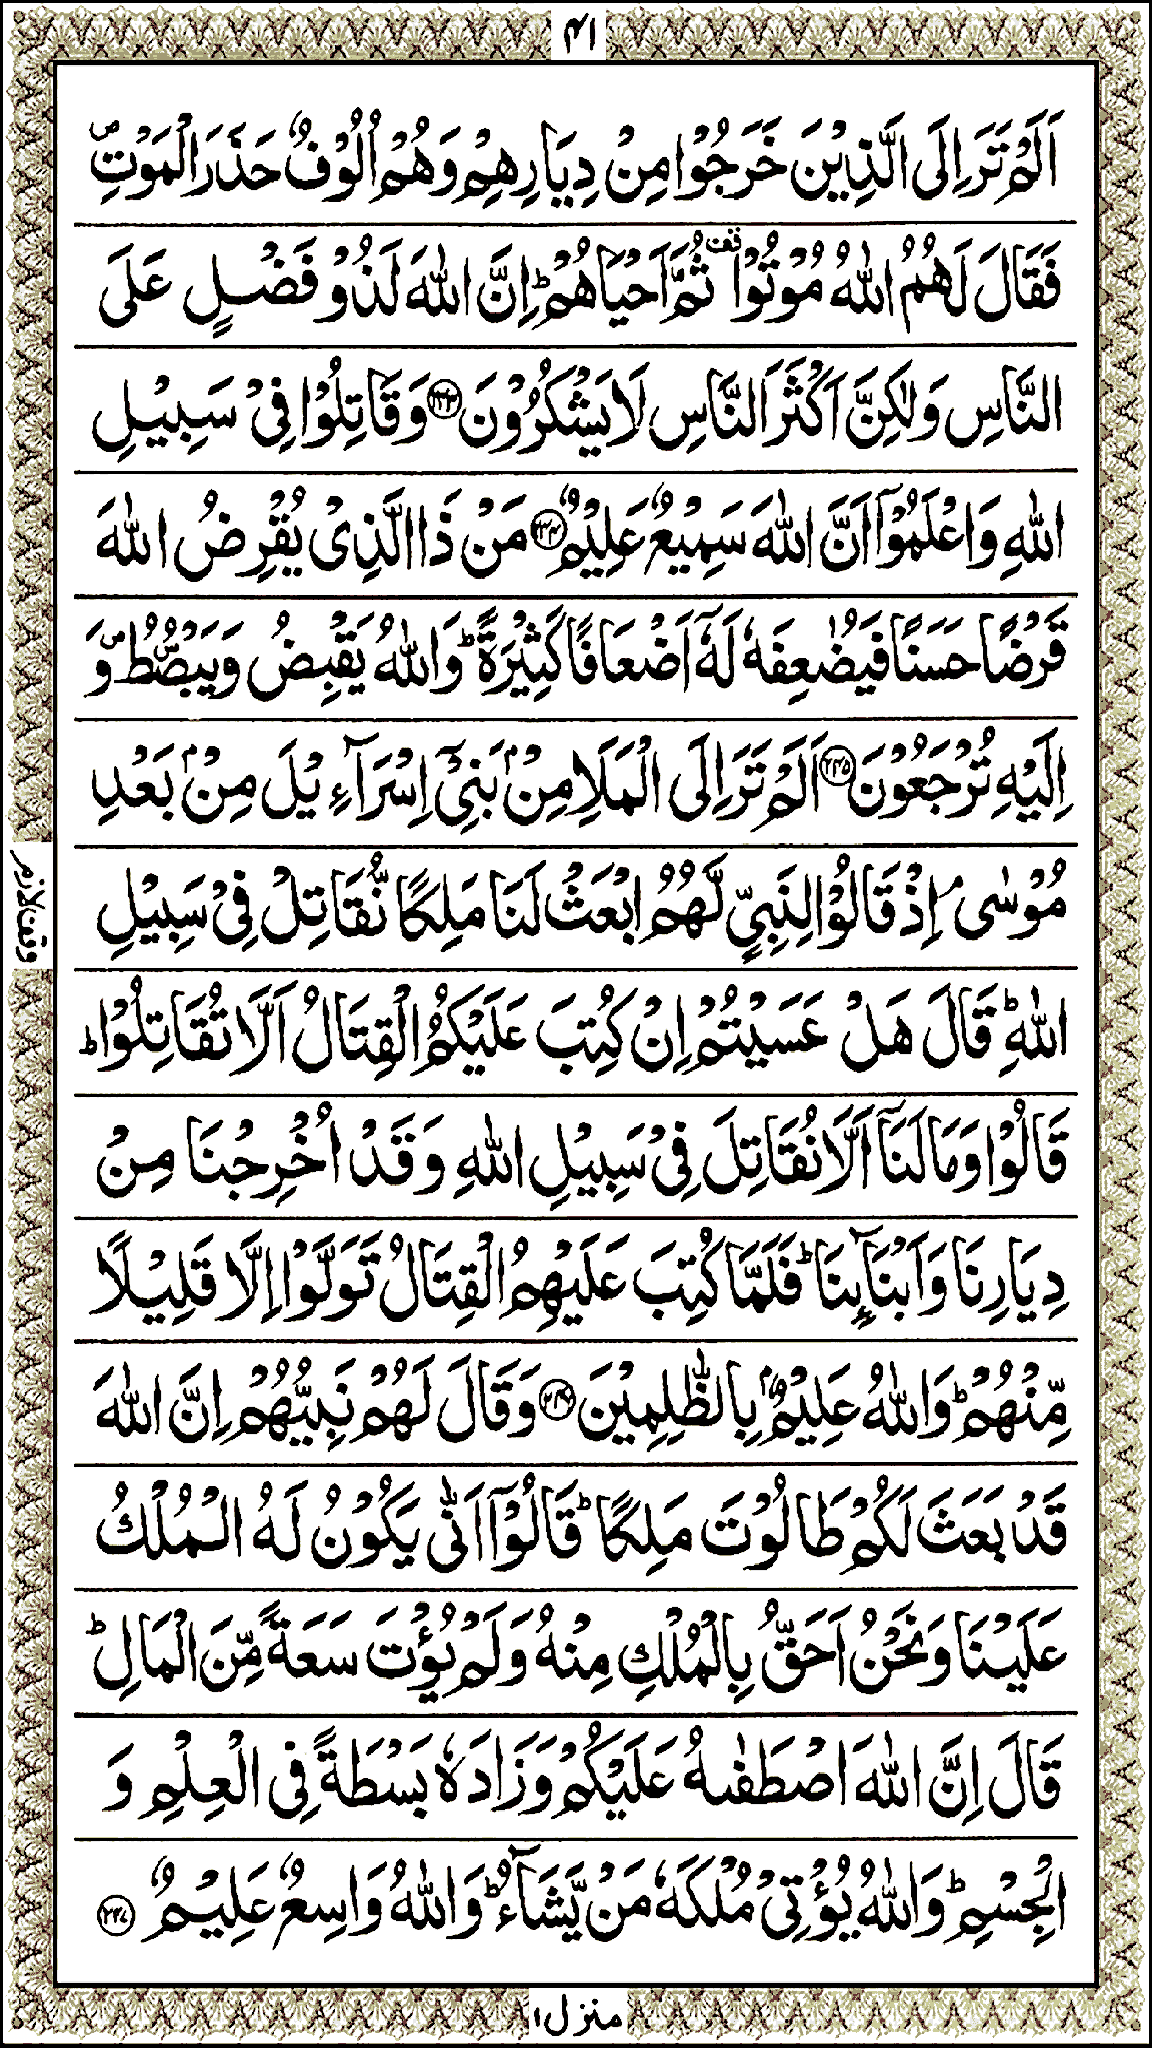 ۴۱
اَلَمْ تَرَ اِلَى الَّذِيْنَ خَرَجُوْا مِنْ دِيَارِهِمْ وَهُمْ اُلُوْفٌ حَذَرَ الْمَوْتِ ۪
فَقَالَ لَهُمُ اللّٰهُ مُوْتُوْا ۫ ثُمَّ اَحْيَاهُمْ ؕ اِنَّ اللّٰهَ لَذُوْ فَضْلٍ عَلَى
النَّاسِ وَلٰكِنَّ اَكْثَرَ النَّاسِ لَا يَشْكُرُوْنَ ﴿۲۴۳﴾ وَقَاتِلُوْا فِيْ سَبِيْلِ
اللّٰهِ وَاعْلَمُوْۤا اَنَّ اللّٰهَ سَمِيْعٌ عَلِيْمٌ ﴿۲۴۴﴾ مَنْ ذَا الَّذِيْ يُقْرِضُ اللّٰهَ
قَرْضًا حَسَنًا فَيُضٰعِفَهٗ لَهٗۤ اَضْعَافًا كَثِيْرَةً ؕ وَاللّٰهُ يَقْبِضُ وَيَبْصُۜطُ ۪ وَ
اِلَيْهِ تُرْجَعُوْنَ ﴿۲۴۵﴾ اَلَمْ تَرَ اِلَى الْمَلَاِ مِنْۢ بَنِيْۤ اِسْرَآءِيْلَ مِنْۢ بَعْدِ
مُوْسٰى ۘ اِذْ قَالُوْا لِنَبِيٍّ لَّهُمُ ابْعَثْ لَنَا مَلِكًا نُّقَاتِلْ فِيْ سَبِيْلِ
اللّٰهِ ؕ قَالَ هَلْ عَسَيْتُمْ اِنْ كُتِبَ عَلَيْكُمُ الْقِتَالُ اَلَّا تُقَاتِلُوْا ؕ
قَالُوْا وَمَا لَنَاۤ اَلَّا نُقَاتِلَ فِيْ سَبِيْلِ اللّٰهِ وَقَدْ اُخْرِجْنَا مِنْ
دِيَارِنَا وَاَبْنَآئِنَا ؕ فَلَمَّا كُتِبَ عَلَيْهِمُ الْقِتَالُ تَوَلَّوْا اِلَّا قَلِيْلًا
مِّنْهُمْ ؕ وَاللّٰهُ عَلِيْمٌۢ بِالظّٰلِمِيْنَ ﴿۲۴۶﴾ وَقَالَ لَهُمْ نَبِيُّهُمْ اِنَّ اللّٰهَ
قَدْ بَعَثَ لَكُمْ طَالُوْتَ مَلِكًا ؕ قَالُوْۤا اَنّٰى يَكُوْنُ لَهُ الْمُلْكُ
عَلَيْنَا وَنَحْنُ اَحَقُّ بِالْمُلْكِ مِنْهُ وَلَمْ يُؤْتَ سَعَةً مِّنَ الْمَالِ ؕ
قَالَ اِنَّ اللّٰهَ اصْطَفٰىهُ عَلَيْكُمْ وَزَادَهٗ بَسْطَةً فِي الْعِلْمِ وَ
الْجِسْمِ ؕ وَاللّٰهُ يُؤْتِيْ مُلْكَهٗ مَنْ يَّشَآءُ ؕ وَاللّٰهُ وَاسِعٌ عَلِيْمٌ ﴿۲۴۷﴾
وقف لازم
منزل ۱